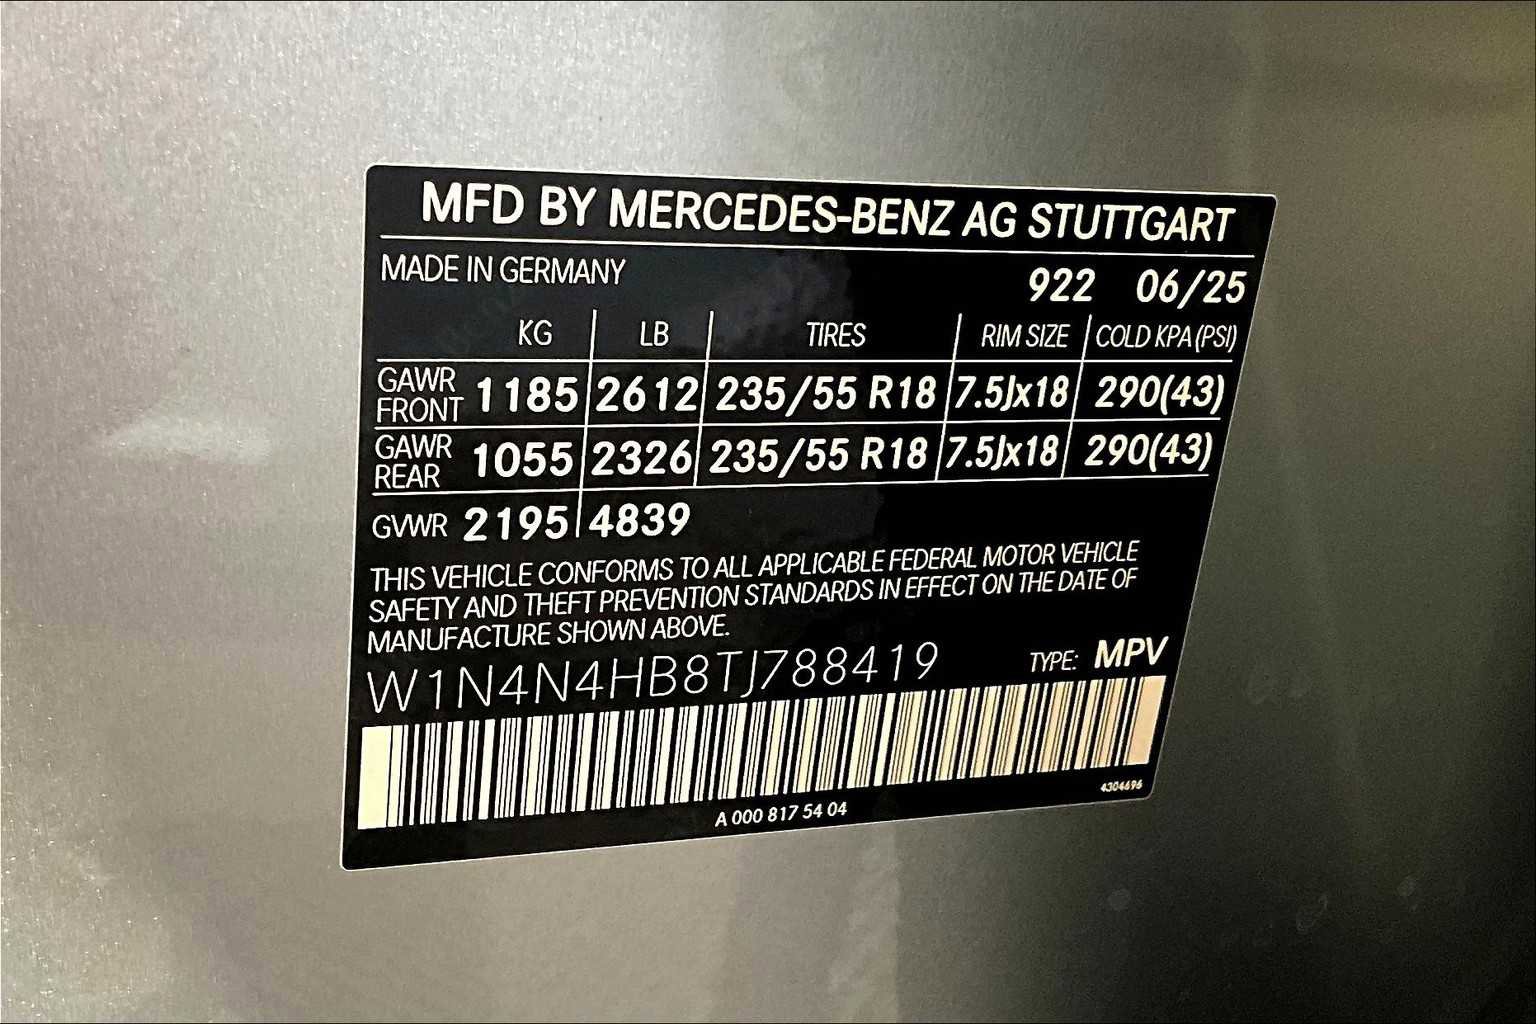 MFD BY MERCEDES-BENZ AG STUTTGART
MADE IN GERMANY 922 06/25
KG LB TIRES RIM SIZE COLD KPA(PSI)
GAWR FRONT 1185 2612 235/55 R18 7.5Jx18 290(43)
GAWR REAR 1055 2326 235/55 R18 7.5Jx18 290(43)
GVWR 2195 4839
THIS VEHICLE CONFORMS TO ALL APPLICABLE FEDERAL MOTOR VEHICLE
SAFETY AND THEFT PREVENTION STANDARDS IN EFFECT ON THE DATE OF
MANUFACTURE SHOWN ABOVE.
W1N4N4HB8TJ788419 TYPE: MPV
A 000 817 54 04 4304696